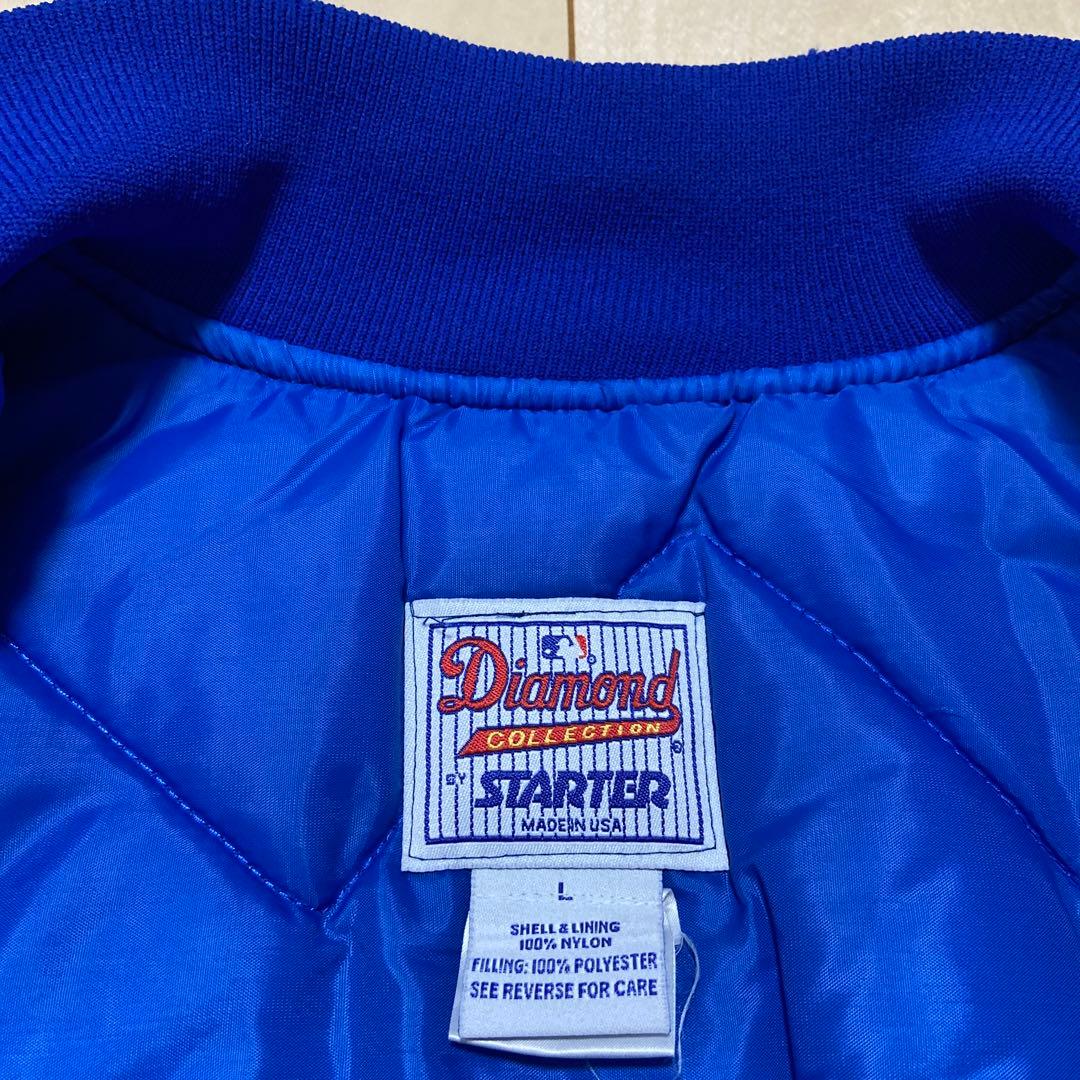 Diamond
COLLECTION
BY STARTER
MADE IN USA
L
SHELL & LINING
100% NYLON
FILLING: 100% POLYESTER
SEE REVERSE FOR CARE